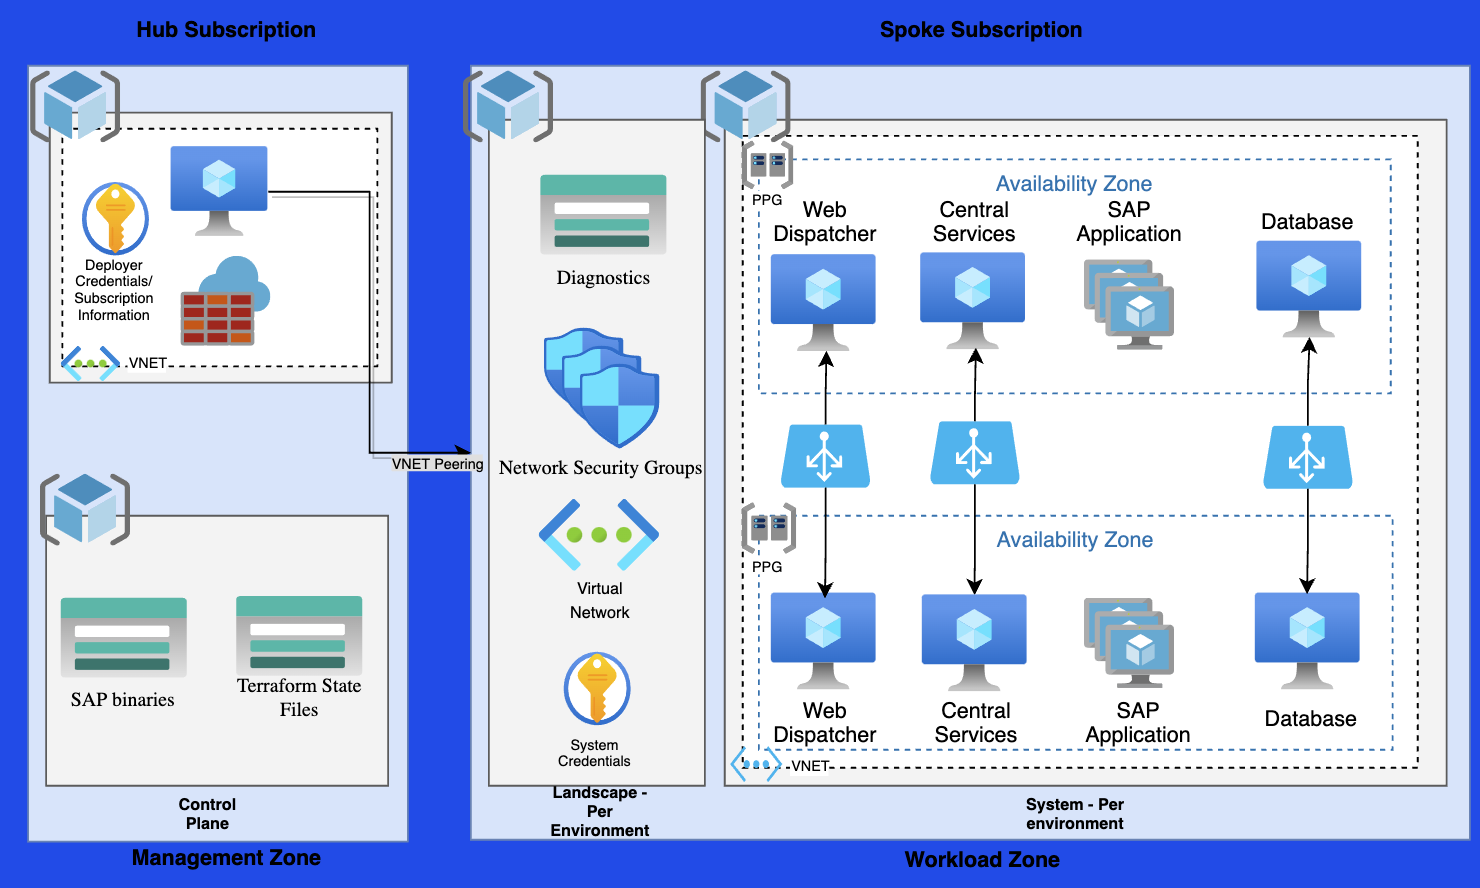 Hub Subscription
Spoke Subscription
Deployer
Credentials/
Subscription
Information
VNET
VNET Peering
SAP binaries
Terraform State
Files
Control
Plane
Management Zone
Diagnostics
Network Security Groups
Virtual
Network
System
Credentials
Landscape -
Per
Environment
PPG
Availability Zone
Web
Dispatcher
Central
Services
SAP
Application
Database
PPG
Availability Zone
Web
Dispatcher
Central
Services
SAP
Application
Database
VNET
System - Per
environment
Workload Zone